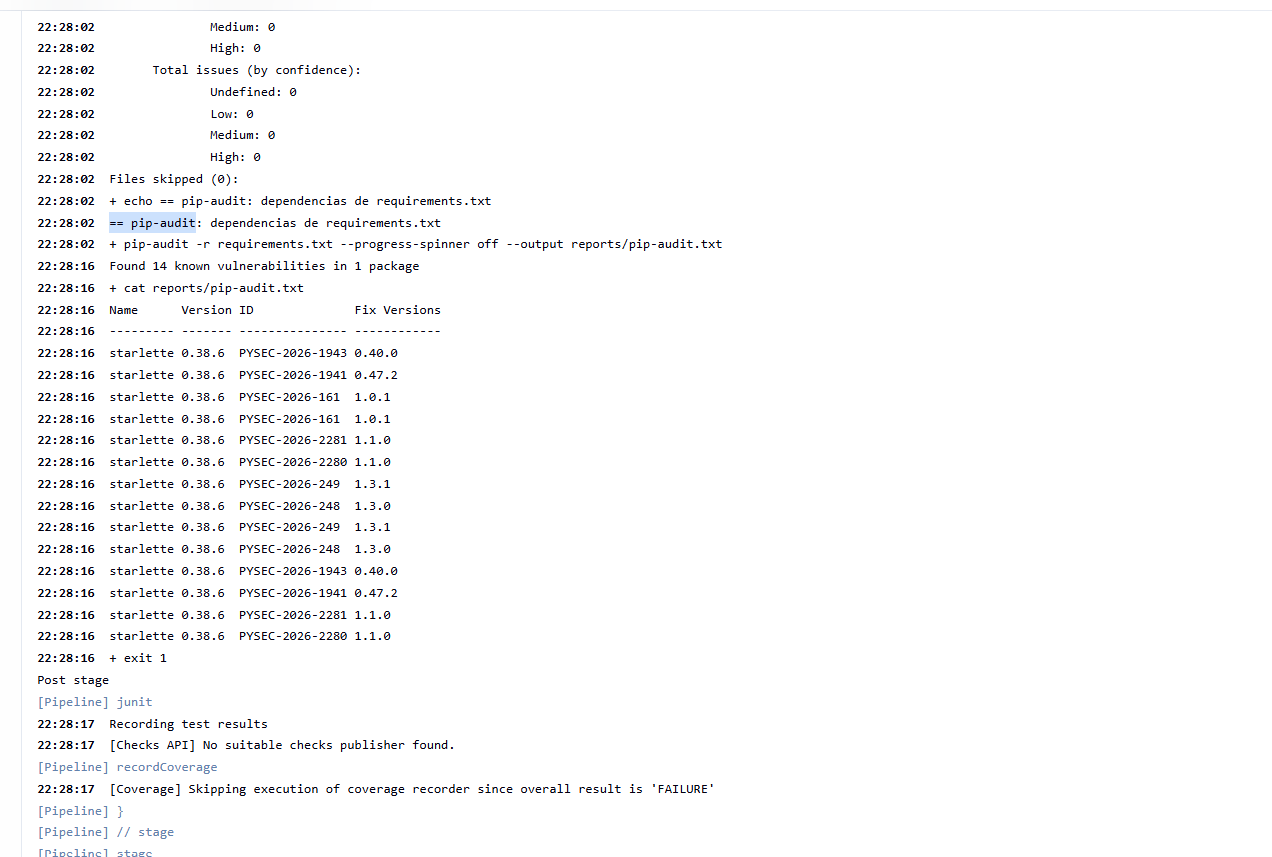 22:28:02 Medium: 0
22:28:02 High: 0
22:28:02 Total issues (by confidence):
22:28:02 Undefined: 0
22:28:02 Low: 0
22:28:02 Medium: 0
22:28:02 High: 0
22:28:02 Files skipped (0):
22:28:02 + echo == pip-audit: dependencias de requirements.txt
22:28:02 == pip-audit: dependencias de requirements.txt
22:28:02 + pip-audit -r requirements.txt --progress-spinner off --output reports/pip-audit.txt
22:28:16 Found 14 known vulnerabilities in 1 package
22:28:16 + cat reports/pip-audit.txt
22:28:16 Name Version ID Fix Versions
22:28:16 --------- ------- --------------- ------------
22:28:16 starlette 0.38.6 PYSEC-2026-1943 0.40.0
22:28:16 starlette 0.38.6 PYSEC-2026-1941 0.47.2
22:28:16 starlette 0.38.6 PYSEC-2026-161 1.0.1
22:28:16 starlette 0.38.6 PYSEC-2026-161 1.0.1
22:28:16 starlette 0.38.6 PYSEC-2026-2281 1.1.0
22:28:16 starlette 0.38.6 PYSEC-2026-2280 1.1.0
22:28:16 starlette 0.38.6 PYSEC-2026-249 1.3.1
22:28:16 starlette 0.38.6 PYSEC-2026-248 1.3.0
22:28:16 starlette 0.38.6 PYSEC-2026-249 1.3.1
22:28:16 starlette 0.38.6 PYSEC-2026-248 1.3.0
22:28:16 starlette 0.38.6 PYSEC-2026-1943 0.40.0
22:28:16 starlette 0.38.6 PYSEC-2026-1941 0.47.2
22:28:16 starlette 0.38.6 PYSEC-2026-2281 1.1.0
22:28:16 starlette 0.38.6 PYSEC-2026-2280 1.1.0
22:28:16 + exit 1
Post stage
[Pipeline] junit
22:28:17 Recording test results
22:28:17 [Checks API] No suitable checks publisher found.
[Pipeline] recordCoverage
22:28:17 [Coverage] Skipping execution of coverage recorder since overall result is 'FAILURE'
[Pipeline] }
[Pipeline] // stage
[Pipeline] stage